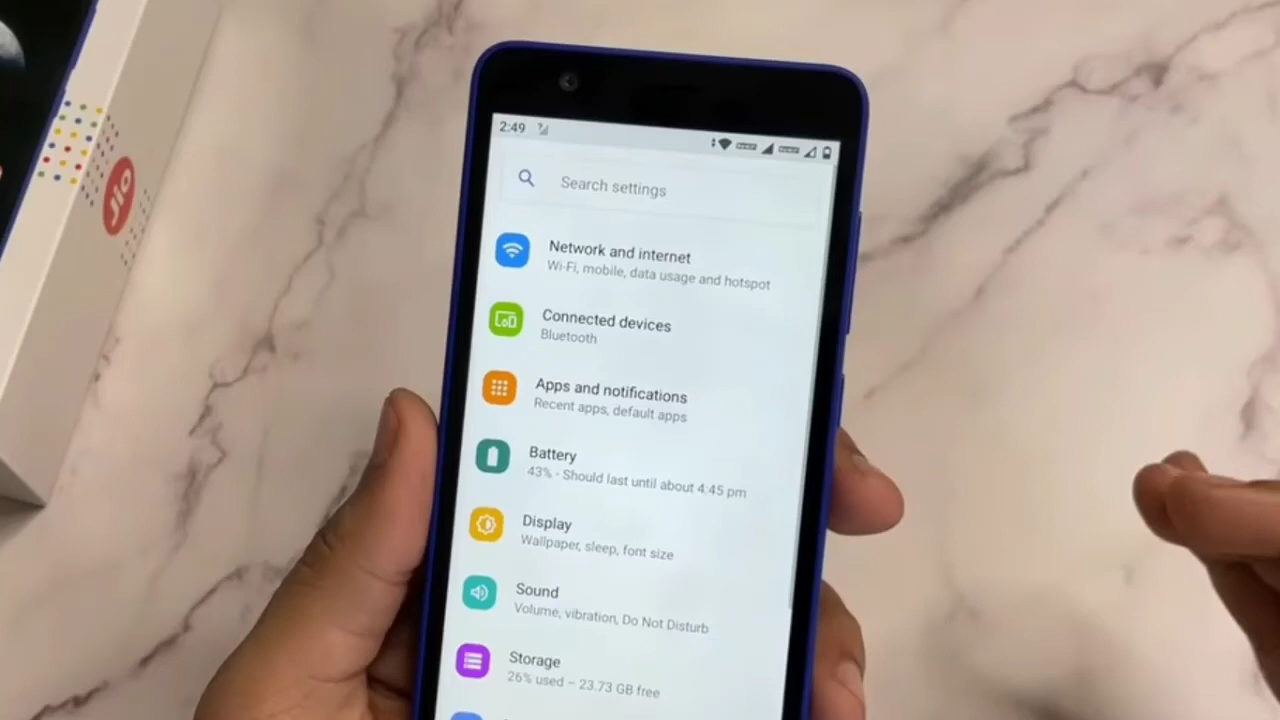 Jio
2:49
Search settings
Network and internet
Wi-Fi, mobile, data usage and hotspot
Connected devices
Bluetooth
Apps and notifications
Recent apps, default apps
Battery
43% - Should last until about 4:45 pm
Display
Wallpaper, sleep, font size
Sound
Volume, vibration, Do Not Disturb
Storage
26% used – 23.73 GB free